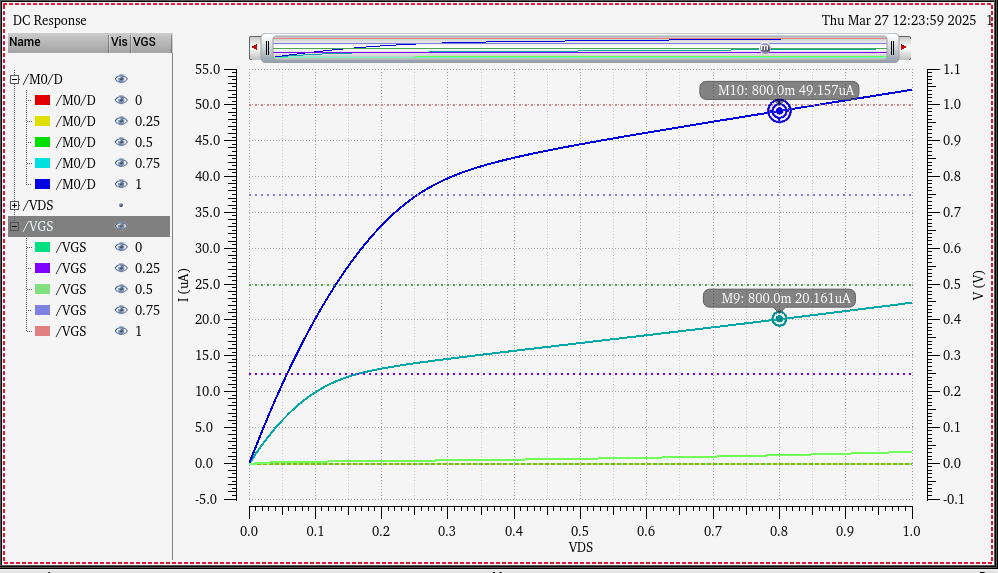 DC Response
Thu Mar 27 12:23:59 2025 1
Name Vis VGS
/M0/D
/M0/D 0
/M0/D 0.25
/M0/D 0.5
/M0/D 0.75
/M0/D 1
/VDS
/VGS
/VGS 0
/VGS 0.25
/VGS 0.5
/VGS 0.75
/VGS 1
m
I (uA)
55.0
50.0
45.0
40.0
35.0
30.0
25.0
20.0
15.0
10.0
5.0
0.0
-5.0
M10: 800.0m 49.157uA
M9: 800.0m 20.161uA
V (V)
1.1
1.0
0.9
0.8
0.7
0.6
0.5
0.4
0.3
0.2
0.1
0.0
-0.1
0.0 0.1 0.2 0.3 0.4 0.5 0.6 0.7 0.8 0.9 1.0
VDS